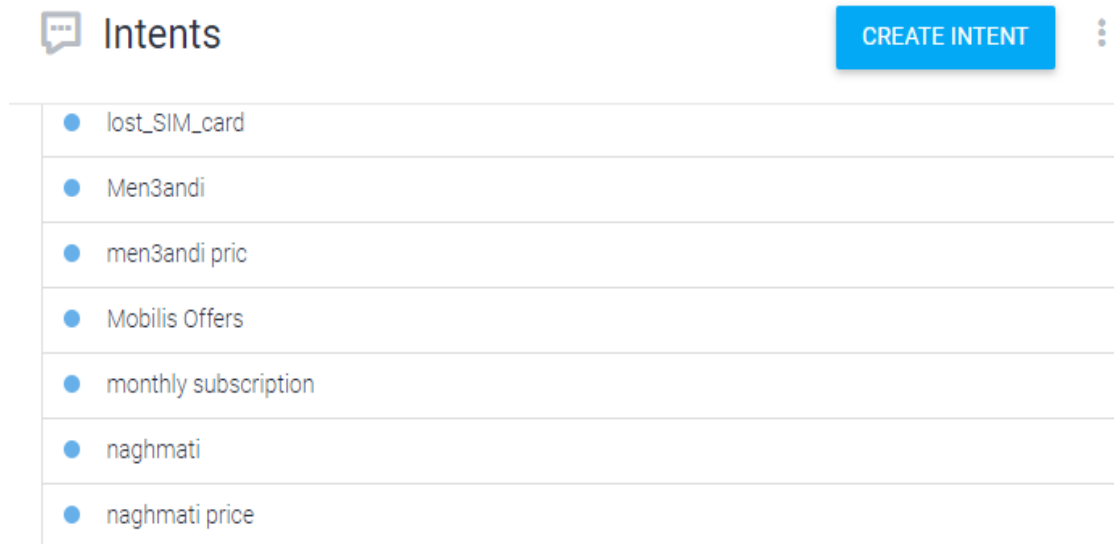 Intents
CREATE INTENT
lost_SIM_card
Men3andi
men3andi pric
Mobilis Offers
monthly subscription
naghmati
naghmati price